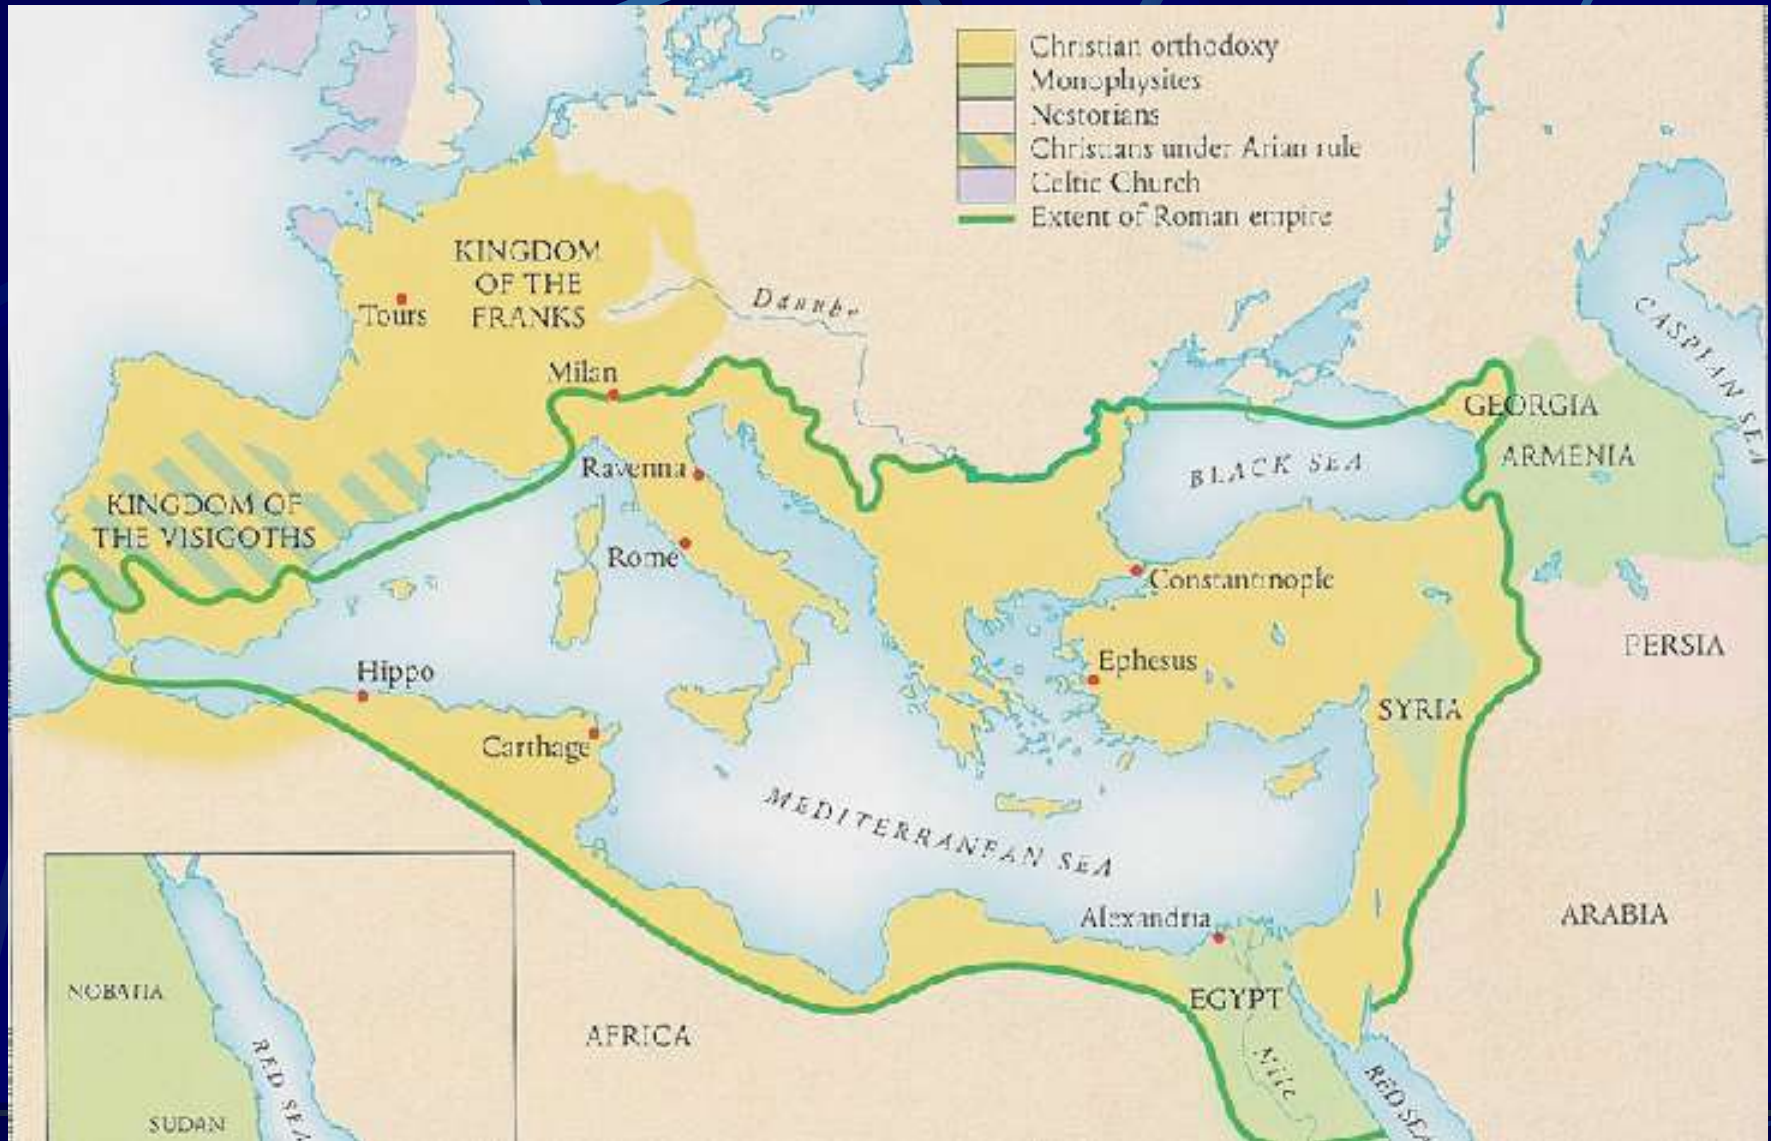 Christian orthodoxy
Monophysites
Nestorians
Christians under Arian rule
Celtic Church
Extent of Roman empire
KINGDOM
OF THE
FRANKS
Tours
Danube
Milan
CASPIAN SEA
GEORGIA
ARMENIA
BLACK SEA
Ravenna
KINGDOM OF
THE VISIGOTHS
Rome
Constantinople
PERSIA
Hippo
Ephesus
SYRIA
Carthage
MEDITERRANEAN SEA
Alexandria
ARABIA
NOBATIA
EGYPT
AFRICA
RED SEA
Nile
RED SEA
SUDAN